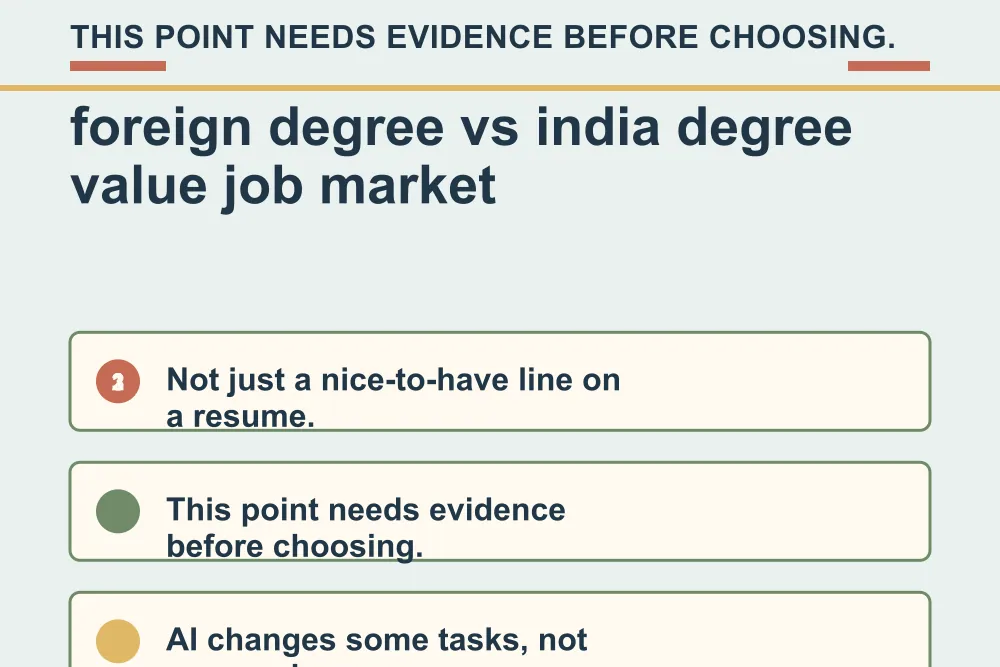 THIS POINT NEEDS EVIDENCE BEFORE CHOOSING.
foreign degree vs india degree
value job market
Not just a nice-to-have line on
a resume.
This point needs evidence
before choosing.
AI changes some tasks, not